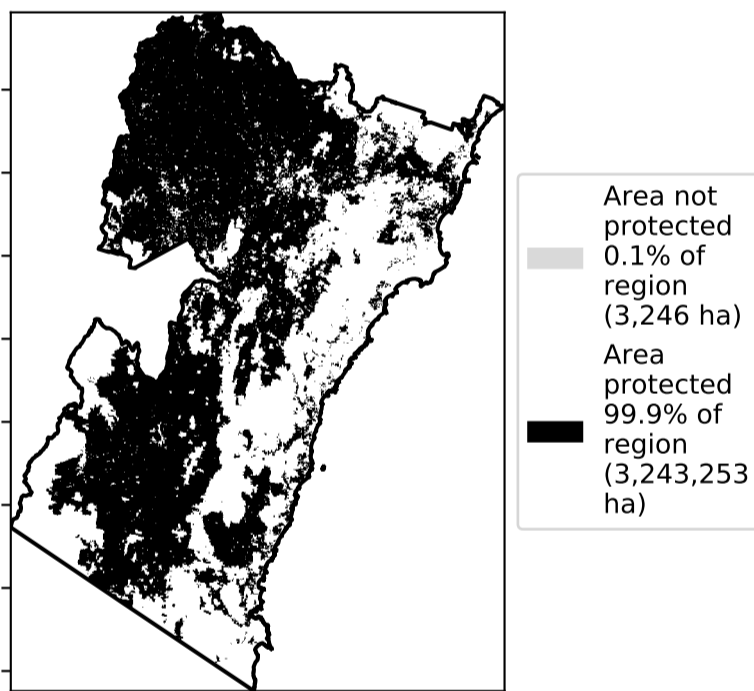 Area not
protected
0.1% of
region
(3,246 ha)
Area
protected
99.9% of
region
(3,243,253
ha)